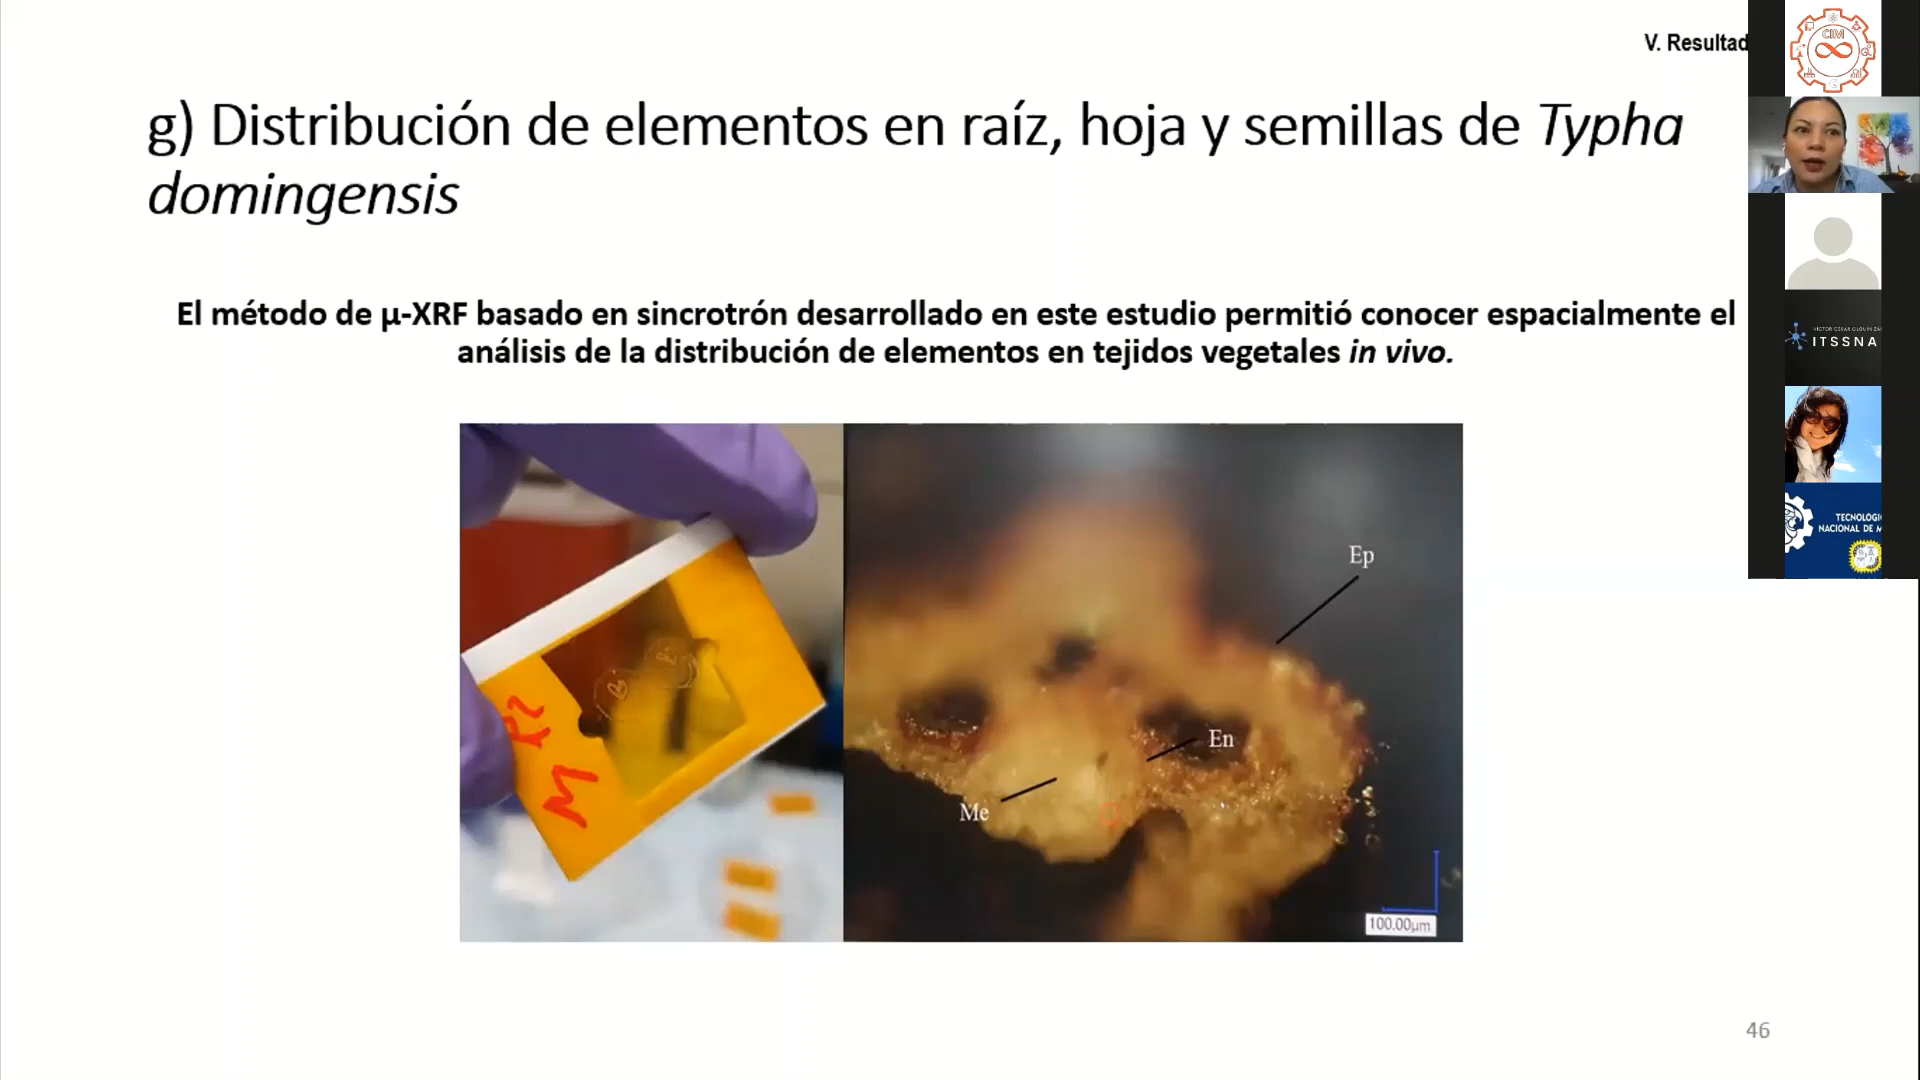 V. Resultad
CIM
g) Distribución de elementos en raíz, hoja y semillas de Typha
domingensis
El método de µ-XRF basado en sincrotrón desarrollado en este estudio permitió conocer espacialmente el
análisis de la distribución de elementos en tejidos vegetales in vivo.
ITSSNA
TECNOLÓGI
NACIONAL DE M
Ep
En
Me
M
100.00µm
46